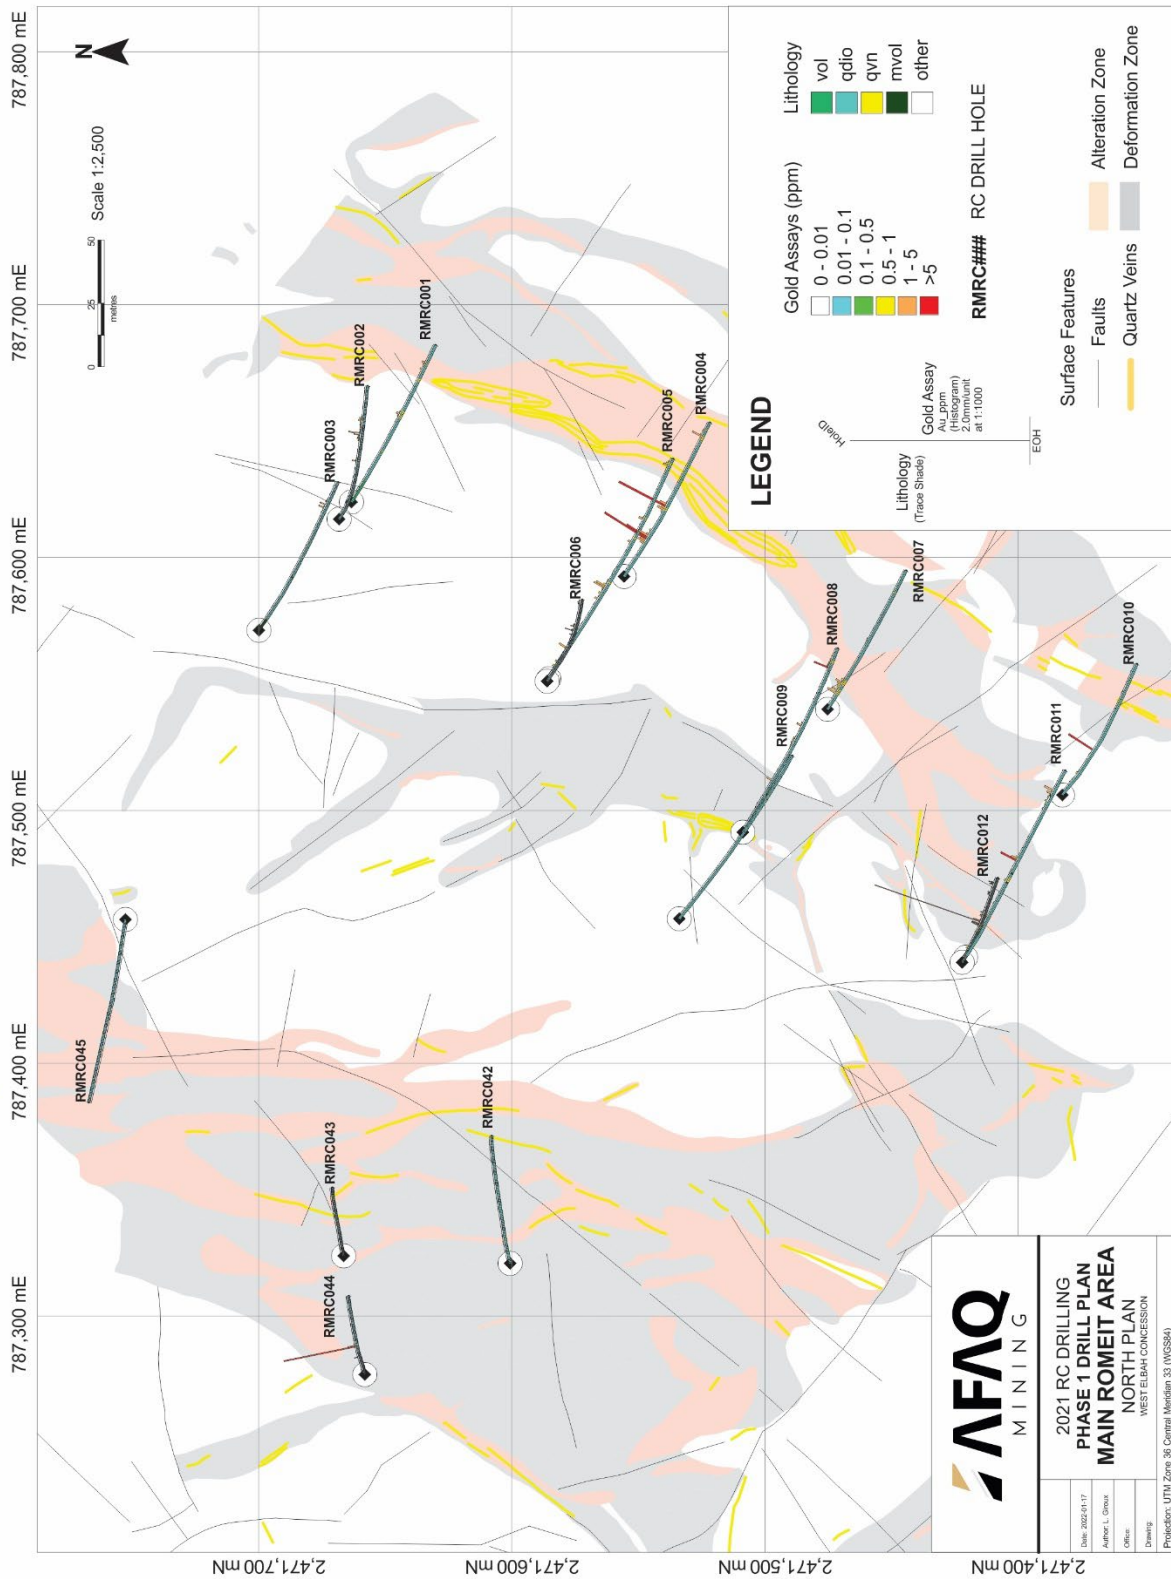 787,800 mE
787,700 mE
787,600 mE
787,500 mE
787,400 mE
787,300 mE
2,471,700 mN
2,471,600 mN
2,471,500 mN
2,471,400 mN
N
Scale 1:2,500
0 25 50
metres
RMRC001
RMRC002
RMRC003
RMRC004
RMRC005
RMRC006
RMRC007
RMRC008
RMRC009
RMRC010
RMRC011
RMRC012
RMRC045
RMRC042
RMRC043
RMRC044
LEGEND
HoleID
Lithology
(Trace Shade)
Gold Assay
Au_ppm
(Histogram)
2.0mm/unit
at 1:1000
EOH
Gold Assays (ppm)
0 - 0.01
0.01 - 0.1
0.1 - 0.5
0.5 - 1
1 - 5
>5
Lithology
vol
qdio
qvn
mvol
other
RMRC### RC DRILL HOLE
Surface Features
Faults
Quartz Veins
Alteration Zone
Deformation Zone
AFAQ
MINING
2021 RC DRILLING
PHASE 1 DRILL PLAN
MAIN ROMEIT AREA
NORTH PLAN
WEST ELBAH CONCESSION
Date: 2022-01-17
Author: L. Giroux
Office:
Drawing:
Projection: UTM Zone 36 Central Meridian 33 (WGS84)